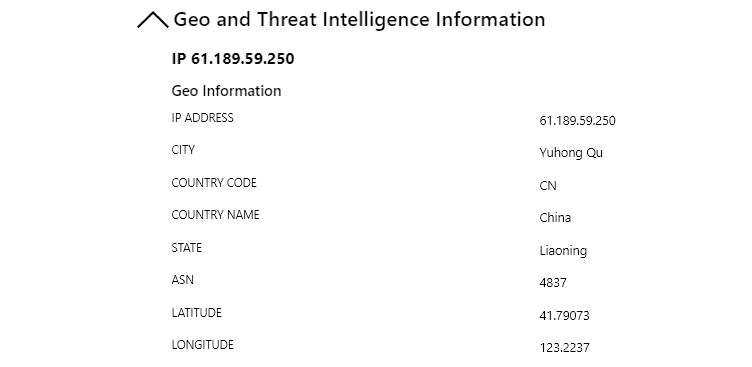 Geo and Threat Intelligence Information
IP 61.189.59.250
Geo Information
IP ADDRESS 61.189.59.250
CITY Yuhong Qu
COUNTRY CODE CN
COUNTRY NAME China
STATE Liaoning
ASN 4837
LATITUDE 41.79073
LONGITUDE 123.2237